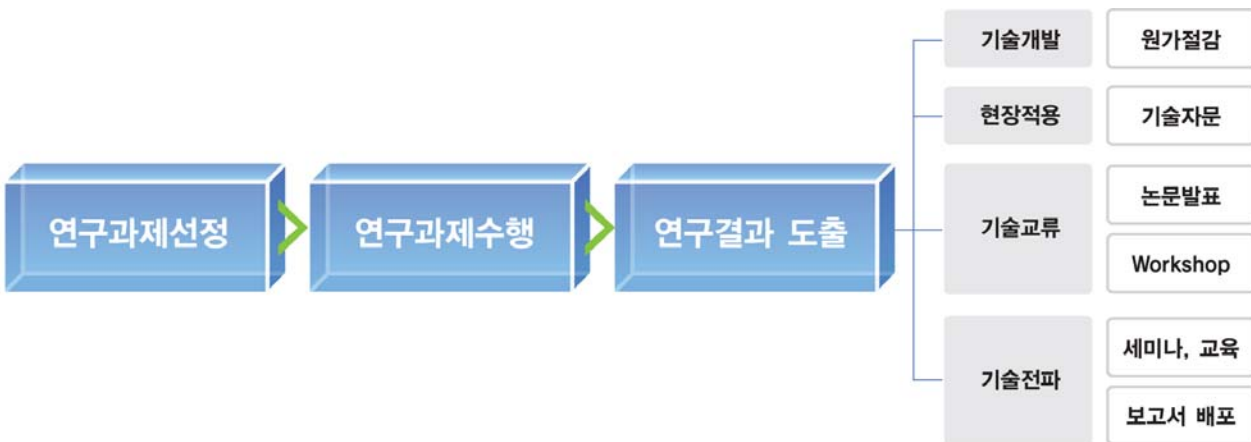 연구과제선정
연구과제수행
연구결과 도출
기술개발
원가절감
현장적용
기술자문
기술교류
논문발표
Workshop
기술전파
세미나, 교육
보고서 배포